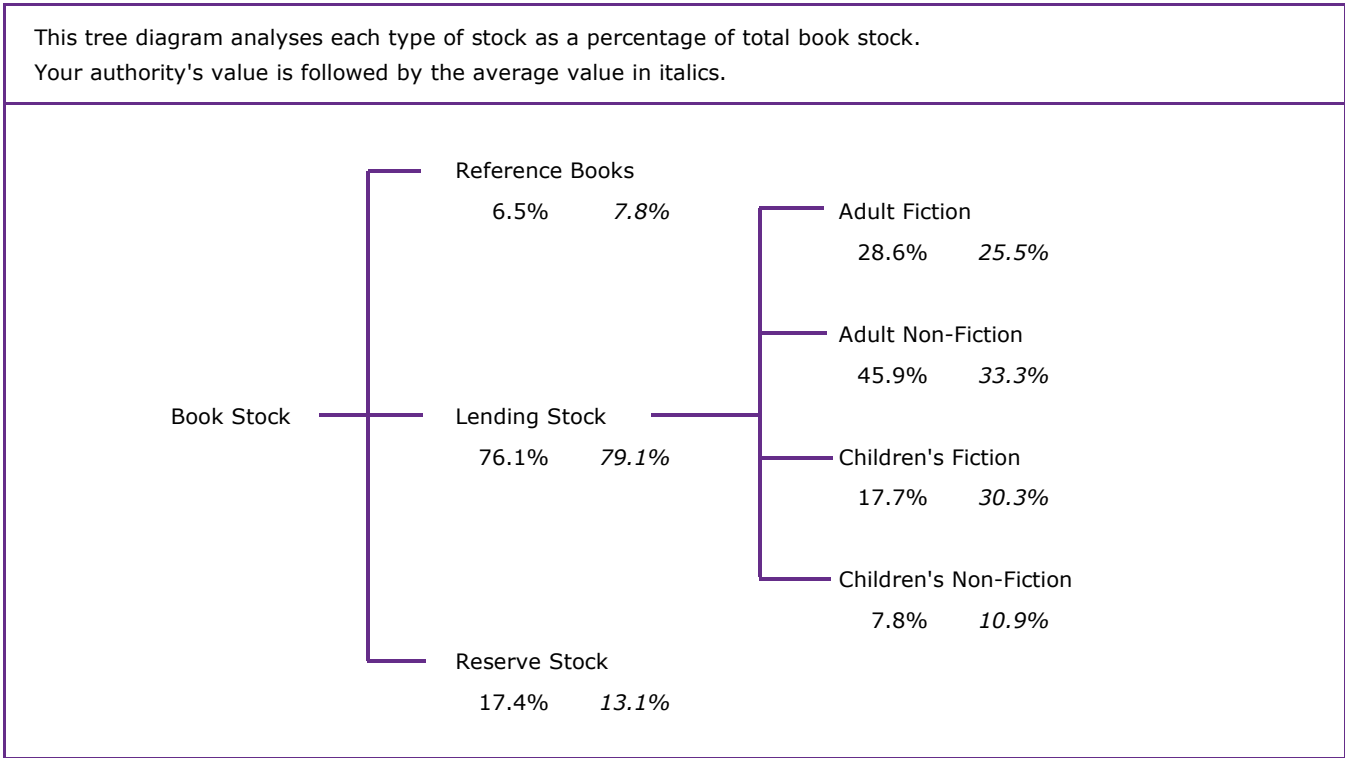 This tree diagram analyses each type of stock as a percentage of total book stock.
Your authority's value is followed by the average value in italics.
Reference Books
6.5% 7.8%
Adult Fiction
28.6% 25.5%
Adult Non-Fiction
45.9% 33.3%
Book Stock
Lending Stock
76.1% 79.1%
Children's Fiction
17.7% 30.3%
Children's Non-Fiction
7.8% 10.9%
Reserve Stock
17.4% 13.1%